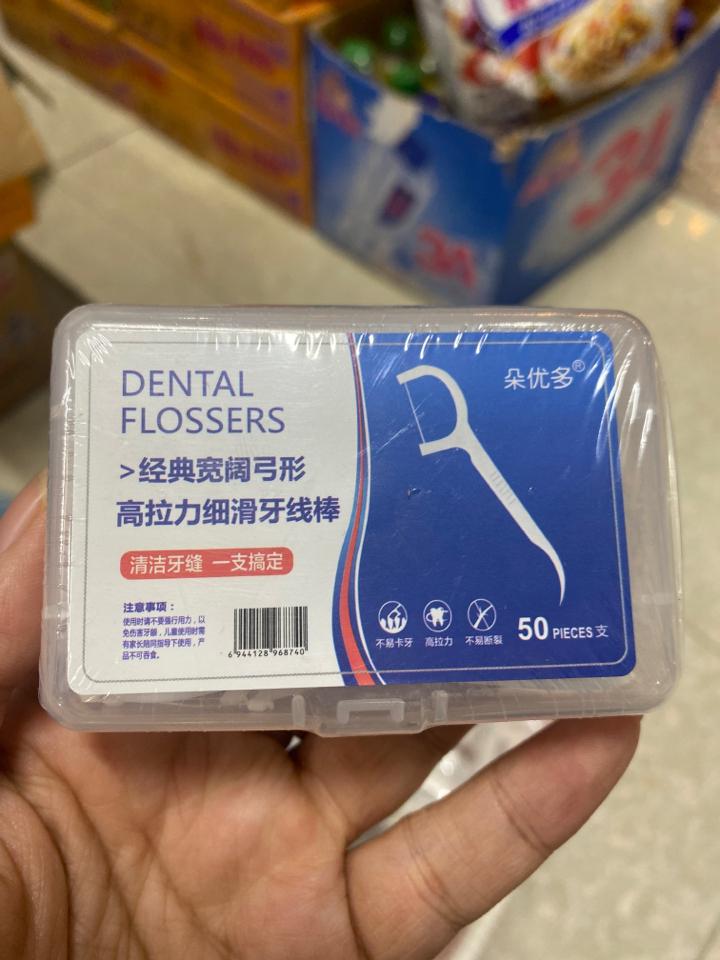 DENTAL
FLOSSERS
>经典宽阔弓形
高拉力细滑牙线棒
清洁牙缝 一支搞定
注意事项：
使用时请不要强行用力，以
免伤害牙龈，儿童使用时需
有家长陪同指导下使用，产
品不可吞食。
6 944128 968740
朵优多®
不易卡牙 高拉力 不易断裂
50 PIECES 支